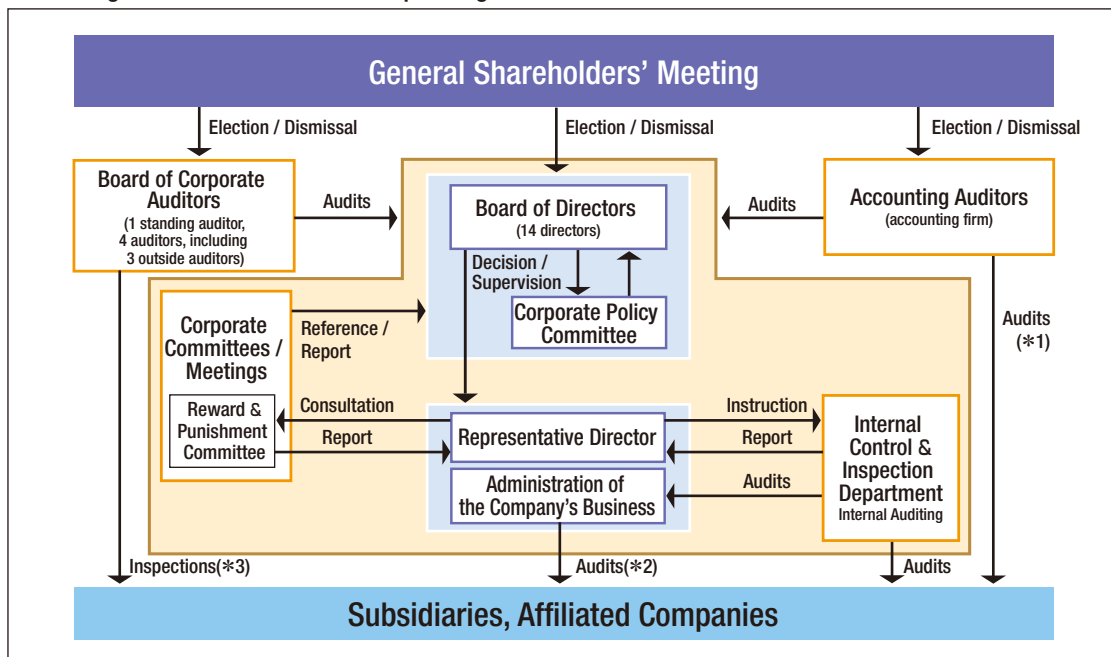 General Shareholders' Meeting
Election / Dismissal
Election / Dismissal
Election / Dismissal
Board of Corporate
Auditors
(1 standing auditor,
4 auditors, including
3 outside auditors)
Audits
Board of Directors
(14 directors)
Audits
Accounting Auditors
(accounting firm)
Decision /
Supervision
Corporate Policy
Committee
Corporate
Committees /
Meetings
Reference /
Report
Audits
(*1)
Reward &
Punishment
Committee
Consultation
Report
Representative Director
Instruction
Report
Administration of
the Company's Business
Audits
Internal
Control &
Inspection
Department
Internal Auditing
Inspections(*3)
Audits(*2)
Audits
Subsidiaries, Affiliated Companies